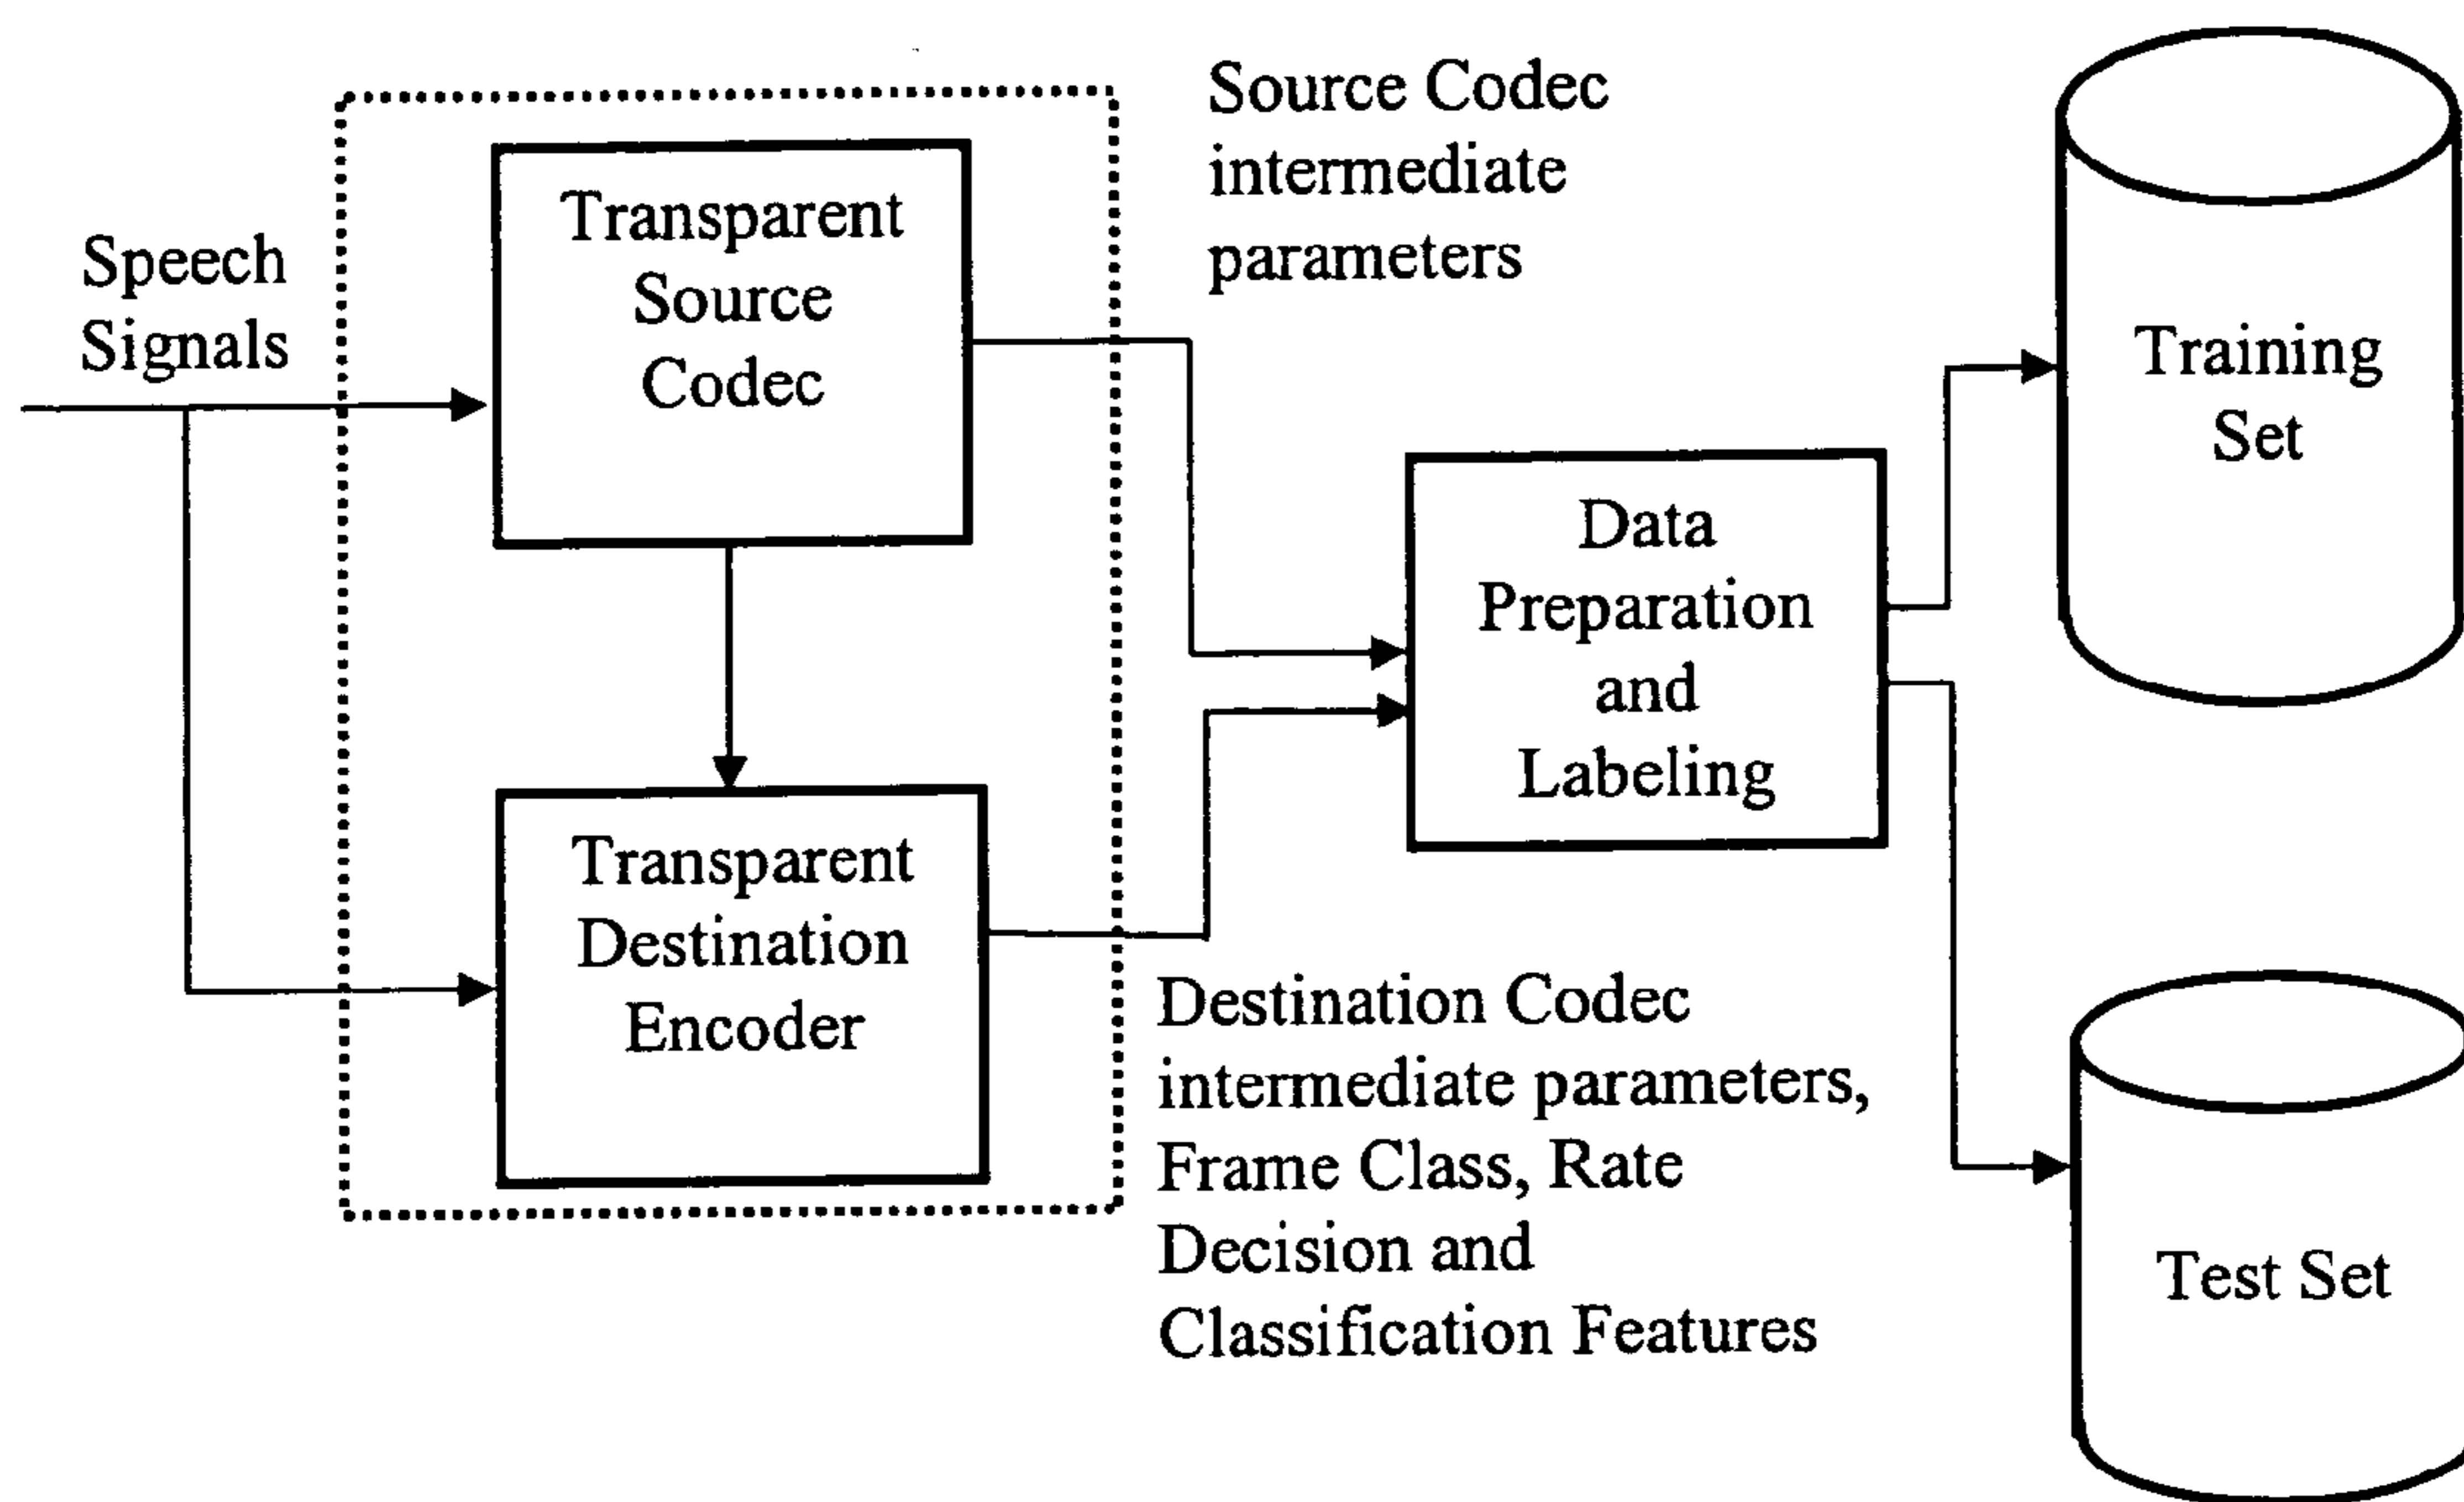 Speech
Signals
Transparent
Source
Codec
Source Codec
intermediate
parameters
Transparent
Destination
Encoder
Destination Codec
intermediate parameters,
Frame Class, Rate
Decision and
Classification Features
Data
Preparation
and
Labeling
Training
Set
Test Set